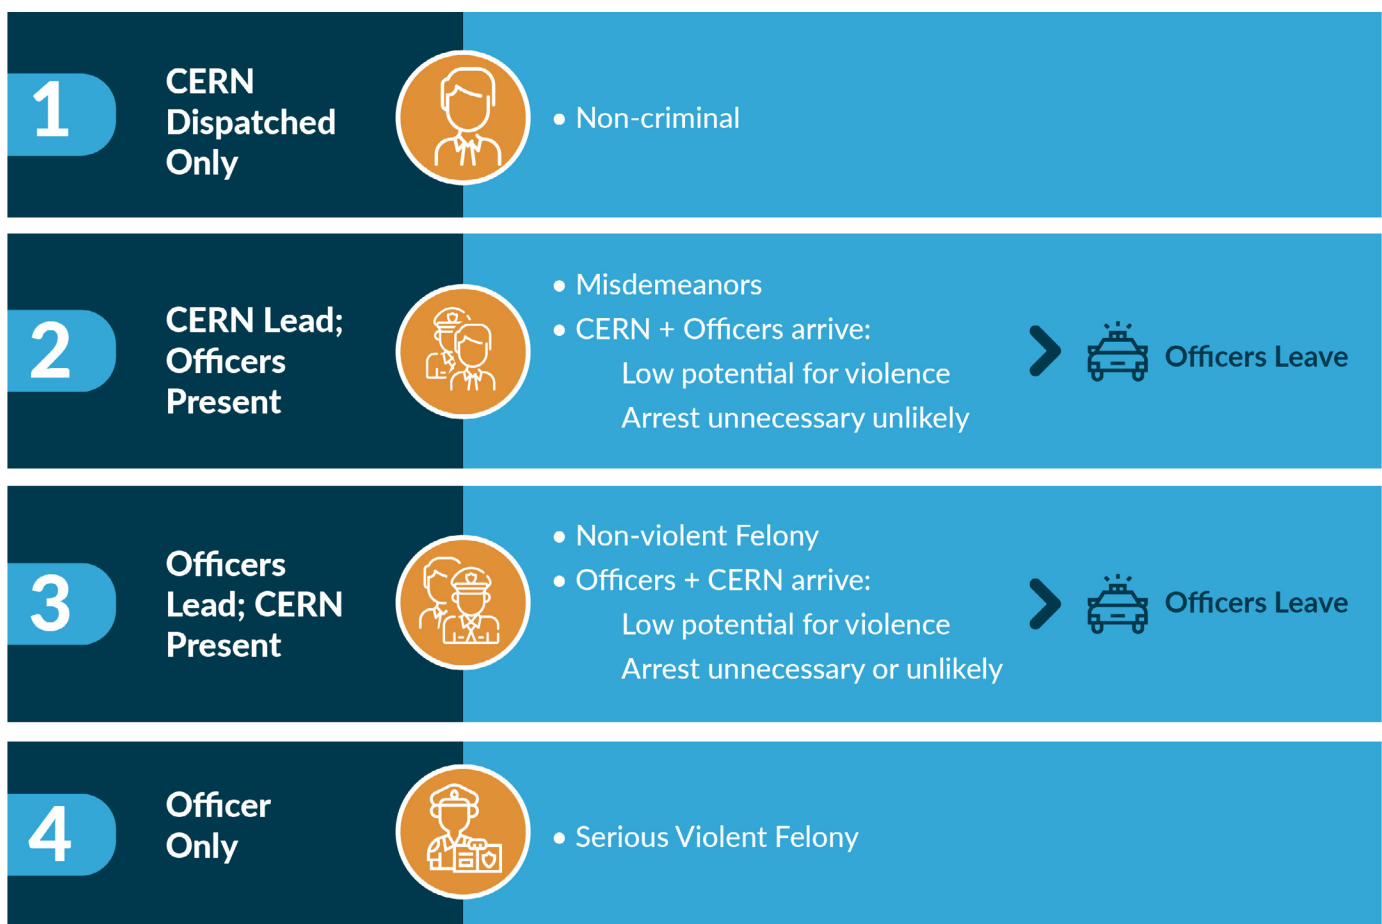 1
CERN
Dispatched
Only
• Non-criminal
2
CERN Lead;
Officers
Present
• Misdemeanors
• CERN + Officers arrive:
Low potential for violence
Arrest unnecessary unlikely
Officers Leave
3
Officers
Lead; CERN
Present
• Non-violent Felony
• Officers + CERN arrive:
Low potential for violence
Arrest unnecessary or unlikely
Officers Leave
4
Officer
Only
• Serious Violent Felony